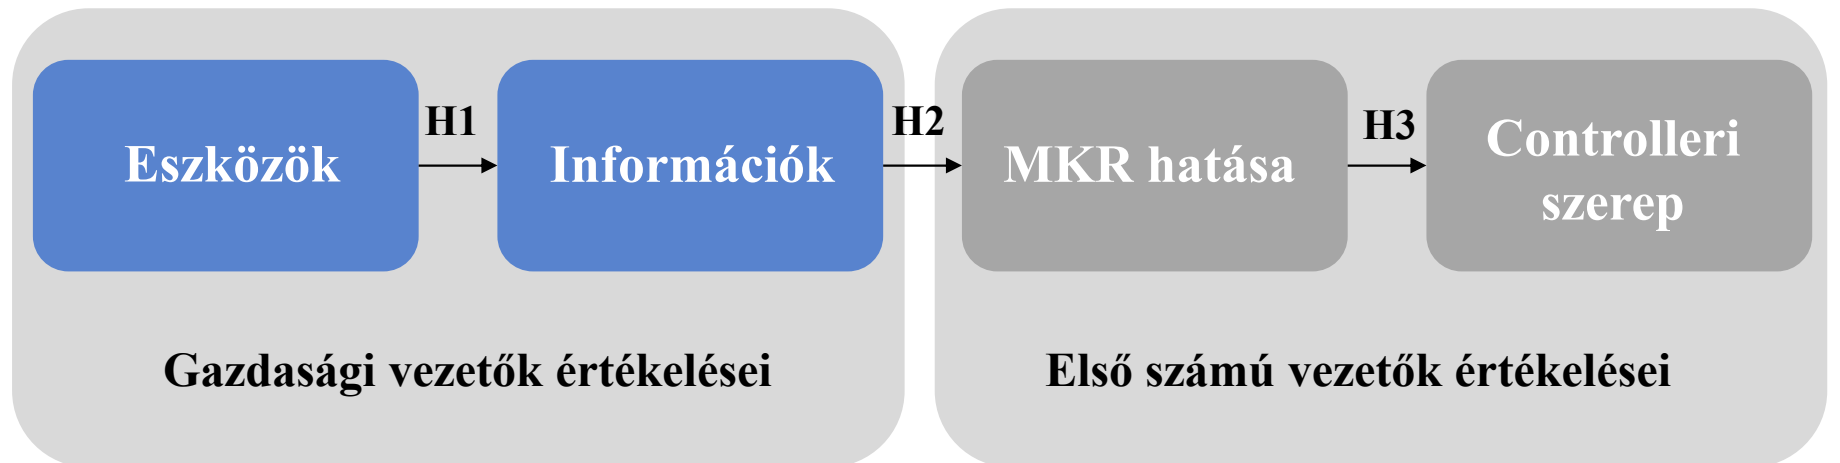 Eszközök
H1
Információk
H2
MKR hatása
H3
Controlleri
szerep
Gazdasági vezetők értékelései
Első számú vezetők értékelései